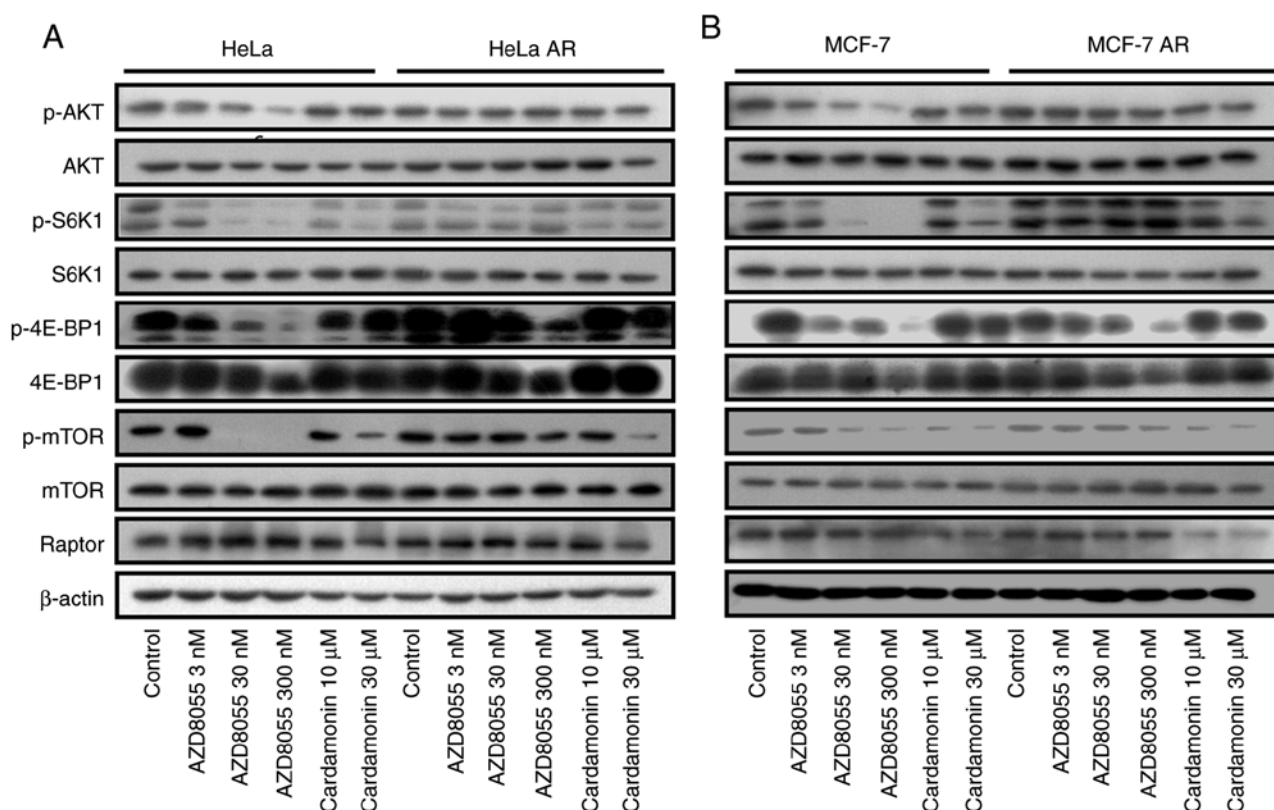 A
B
HeLa
HeLa AR
MCF-7
MCF-7 AR
p-AKT
AKT
p-S6K1
S6K1
p-4E-BP1
4E-BP1
p-mTOR
mTOR
Raptor
β-actin
Control
AZD8055 3 nM
AZD8055 30 nM
AZD8055 300 nM
Cardamonin 10 μM
Cardamonin 30 μM
Control
AZD8055 3 nM
AZD8055 30 nM
AZD8055 300 nM
Cardamonin 10 μM
Cardamonin 30 μM
Control
AZD8055 3 nM
AZD8055 30 nM
AZD8055 300 nM
Cardamonin 10 μM
Cardamonin 30 μM
Control
AZD8055 3 nM
AZD8055 30 nM
AZD8055 300 nM
Cardamonin 10 μM
Cardamonin 30 μM